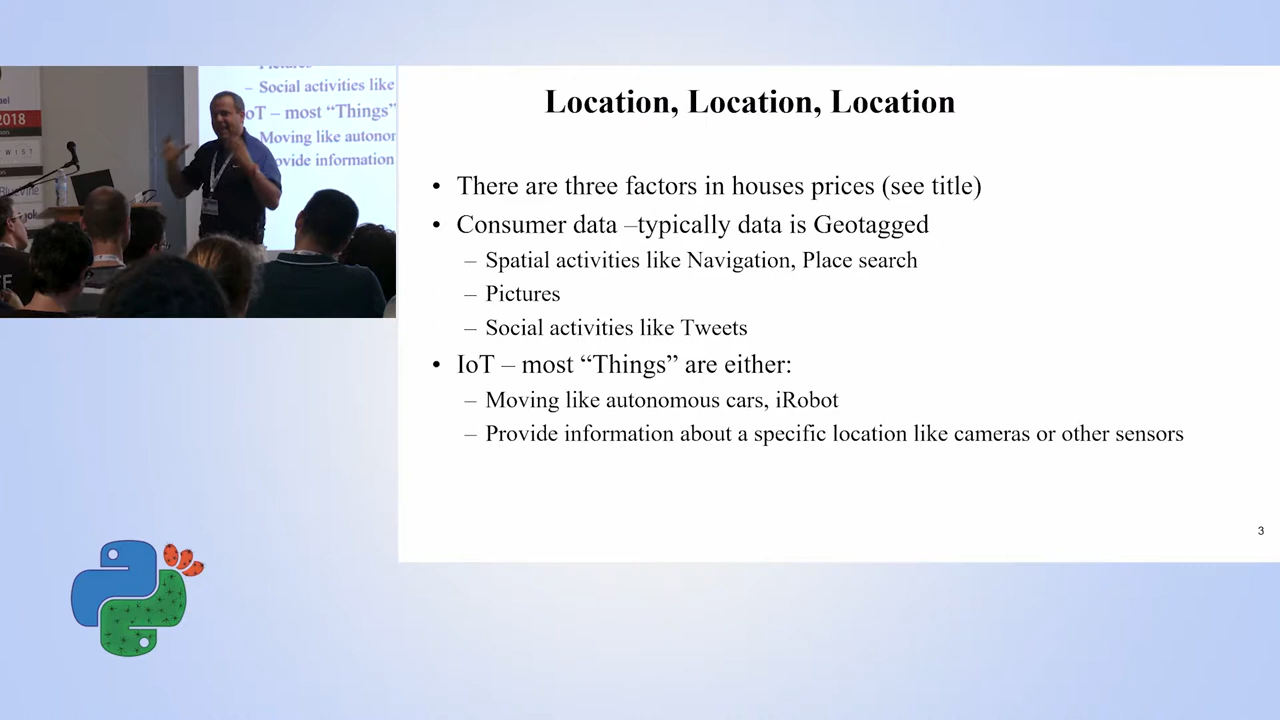 Location, Location, Location
• There are three factors in houses prices (see title)
• Consumer data –typically data is Geotagged
– Spatial activities like Navigation, Place search
– Pictures
– Social activities like Tweets
• IoT – most “Things” are either:
– Moving like autonomous cars, iRobot
– Provide information about a specific location like cameras or other sensors
3
– Social activities like
oT – most “Things”
Moving like autonor
ovide information
ael
2018
W I S T